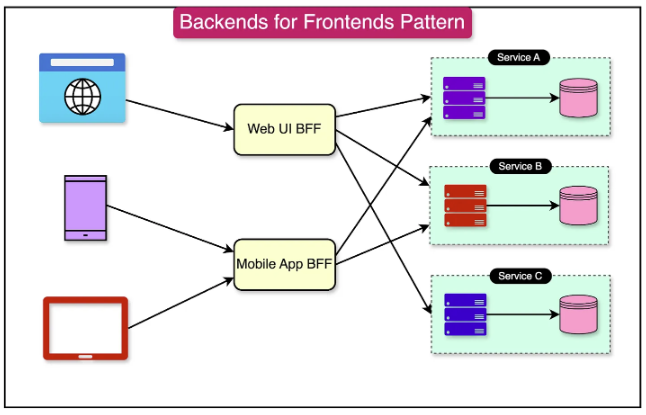 Backends for Frontends Pattern
Service A
Web UI BFF
Service B
Mobile App BFF
Service C